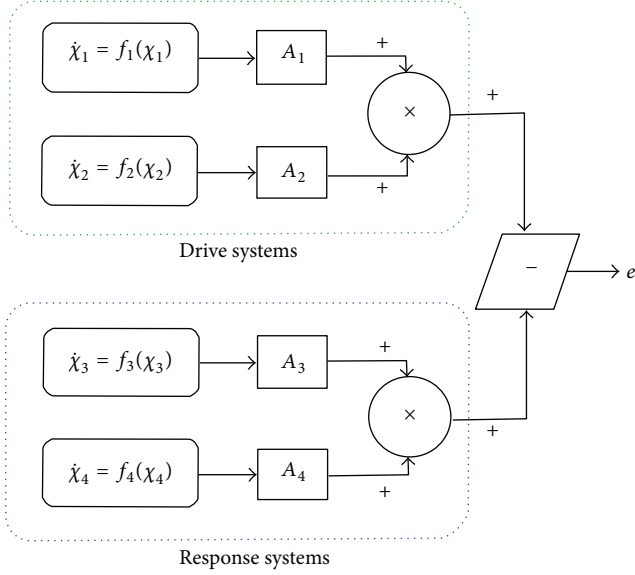 χ̇₁ = f₁(χ₁)
A₁
+
×
+
χ̇₂ = f₂(χ₂)
A₂
+
Drive systems
−
e
χ̇₃ = f₃(χ₃)
A₃
+
×
+
χ̇₄ = f₄(χ₄)
A₄
+
Response systems